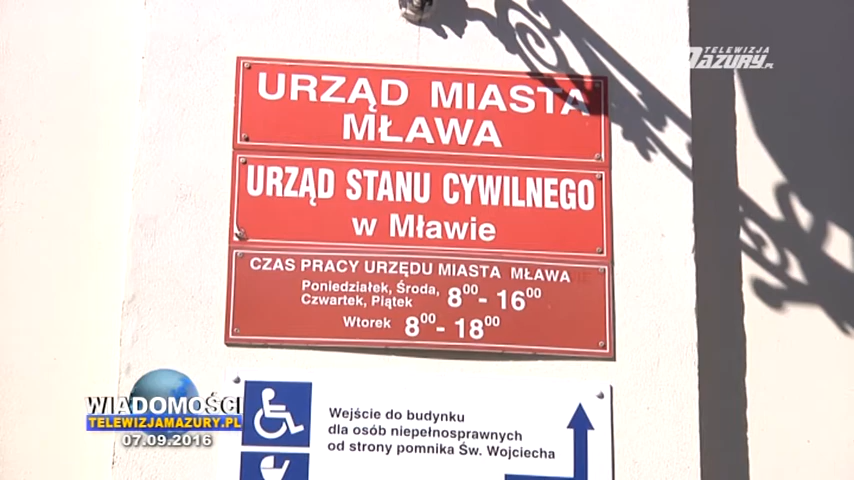 TELEWIZJA
MAZURY.PL
URZĄD MIASTA
MŁAWA
URZĄD STANU CYWILNEGO
w Mławie
CZAS PRACY URZĘDU MIASTA MŁAWA
Poniedziałek, Środa,
Czwartek, Piątek
8⁰⁰ - 16⁰⁰
Wtorek 8⁰⁰ - 18⁰⁰
Wejście do budynku
dla osób niepełnosprawnych
od strony pomnika Św. Wojciecha
WIADOMOŚCI
TELEWIZJAMAZURY.PL
07.09.2016